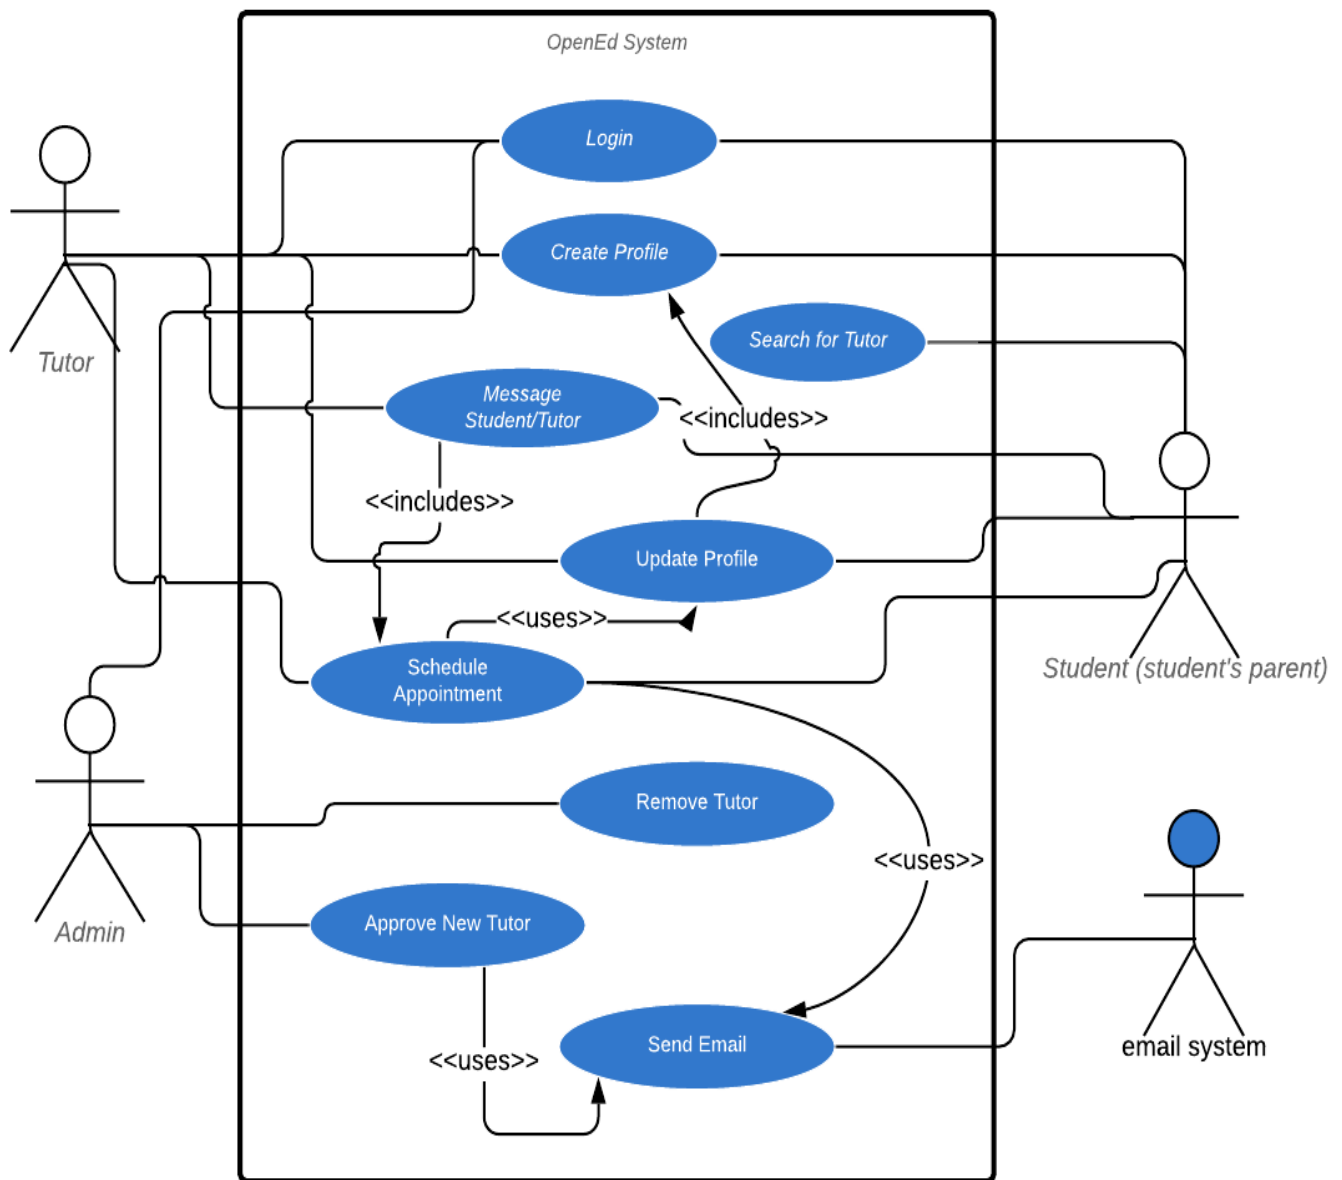 OpenEd System
Login
Create Profile
Search for Tutor
Tutor
Message
Student/Tutor
<<includes>>
<<includes>>
Update Profile
<<uses>>
Schedule
Appointment
Student (student's parent)
Remove Tutor
<<uses>>
Approve New Tutor
Admin
Send Email
email system
<<uses>>